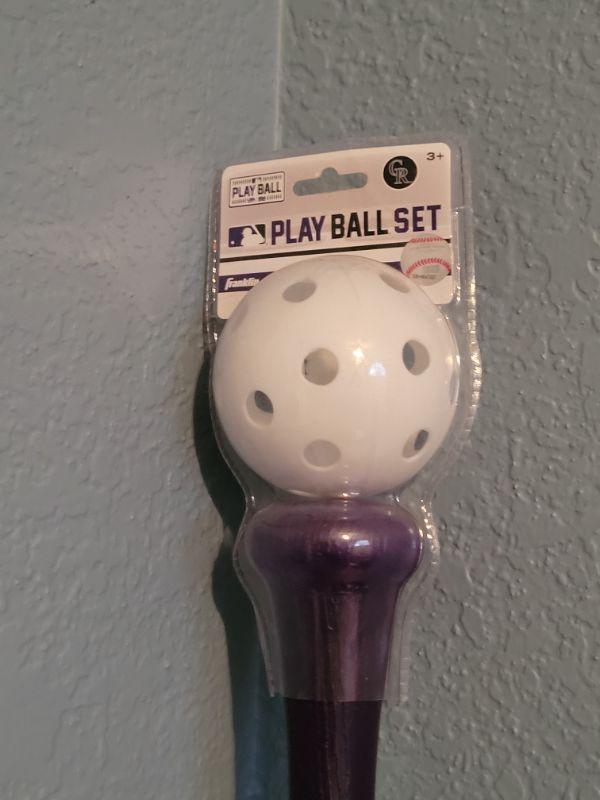 3+
PLAY BALL
CR
PLAY BALL SET
Franklin